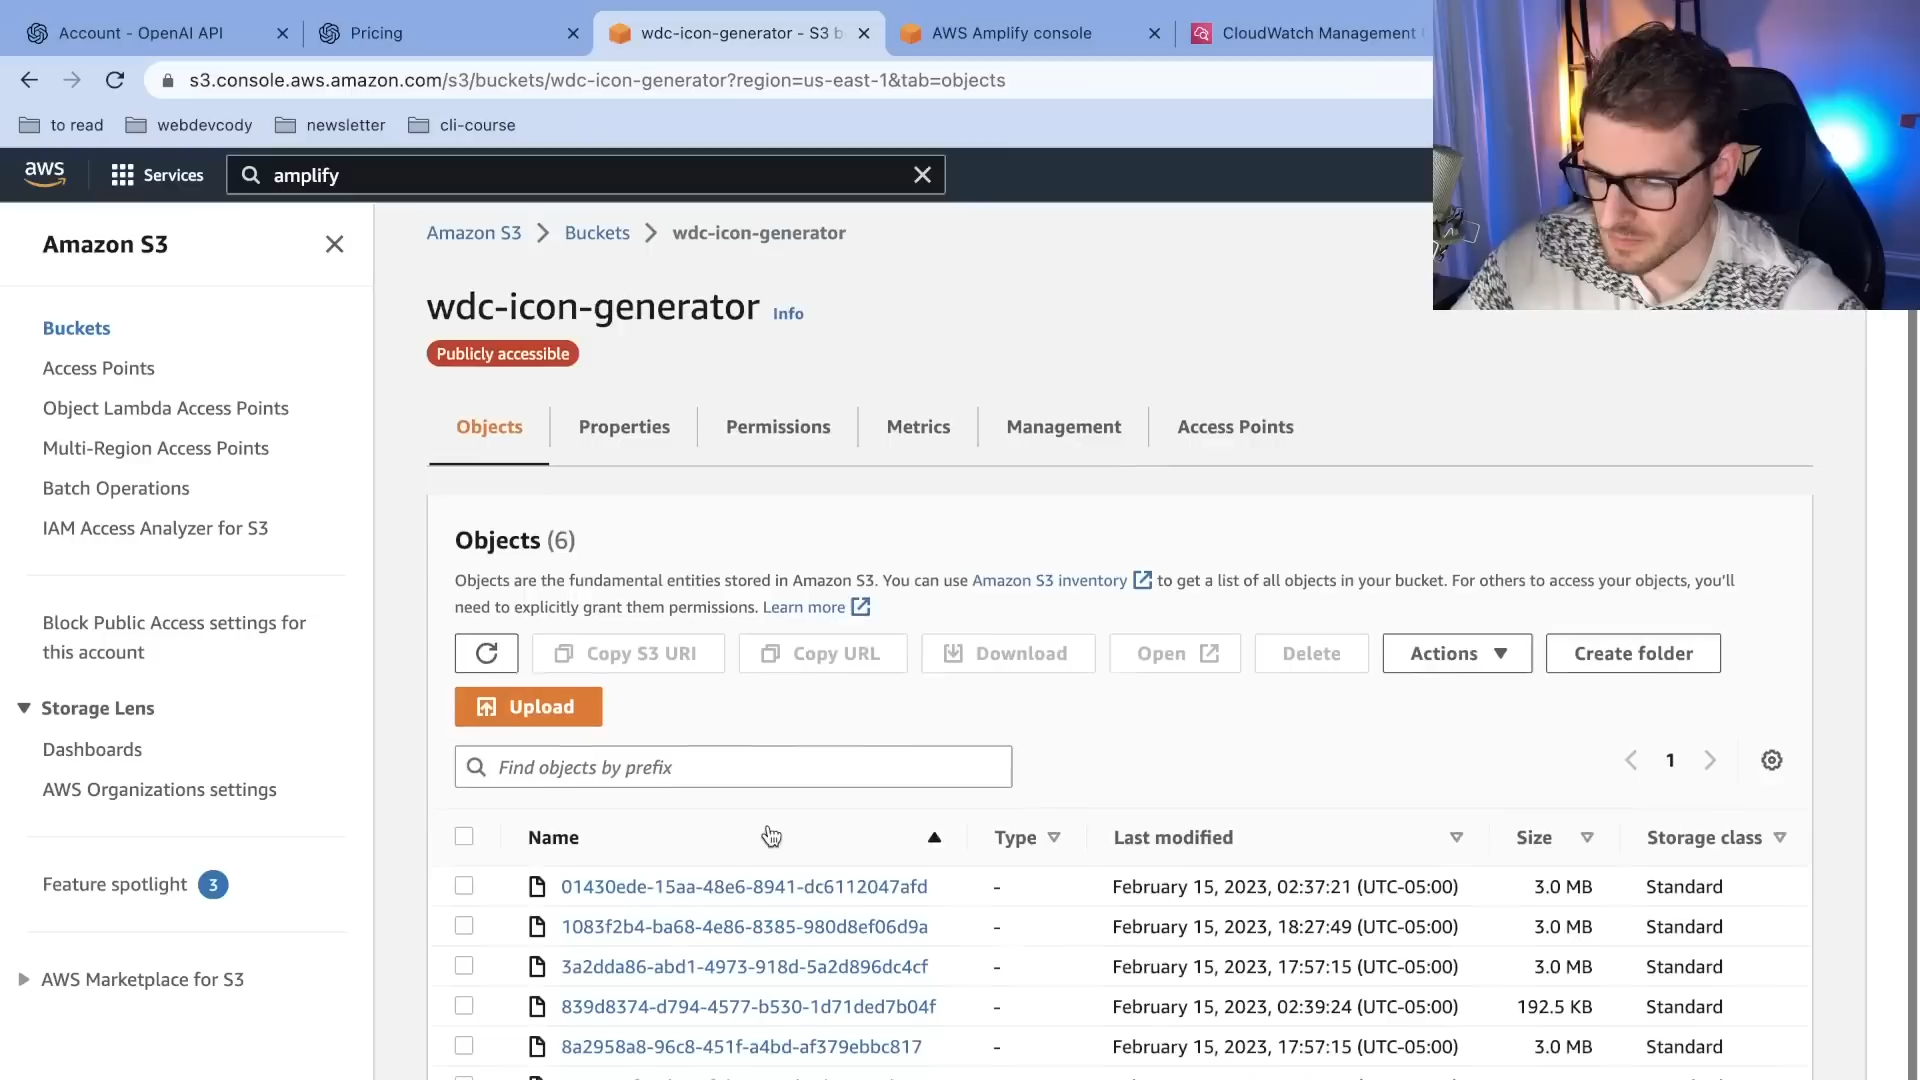 Account - OpenAI API
Pricing
wdc-icon-generator - S3 b
AWS Amplify console
CloudWatch Management
s3.console.aws.amazon.com/s3/buckets/wdc-icon-generator?region=us-east-1&tab=objects
to read
webdevcody
newsletter
cli-course
aws
Services
amplify
Amazon S3
Buckets
Access Points
Object Lambda Access Points
Multi-Region Access Points
Batch Operations
IAM Access Analyzer for S3
Block Public Access settings for
this account
Storage Lens
Dashboards
AWS Organizations settings
Feature spotlight 3
AWS Marketplace for S3
Amazon S3 > Buckets > wdc-icon-generator
wdc-icon-generator Info
Publicly accessible
Objects
Properties
Permissions
Metrics
Management
Access Points
Objects (6)
Objects are the fundamental entities stored in Amazon S3. You can use Amazon S3 inventory to get a list of all objects in your bucket. For others to access your objects, you'll
need to explicitly grant them permissions. Learn more
Copy S3 URI
Copy URL
Download
Open
Delete
Actions
Create folder
Upload
Find objects by prefix
1
Name Type Last modified Size Storage class
01430ede-15aa-48e6-8941-dc6112047afd - February 15, 2023, 02:37:21 (UTC-05:00) 3.0 MB Standard
1083f2b4-ba68-4e86-8385-980d8ef06d9a - February 15, 2023, 18:27:49 (UTC-05:00) 3.0 MB Standard
3a2dda86-abd1-4973-918d-5a2d896dc4cf - February 15, 2023, 17:57:15 (UTC-05:00) 3.0 MB Standard
839d8374-d794-4577-b530-1d71ded7b04f - February 15, 2023, 02:39:24 (UTC-05:00) 192.5 KB Standard
8a2958a8-96c8-451f-a4bd-af379ebbc817 - February 15, 2023, 17:57:15 (UTC-05:00) 3.0 MB Standard